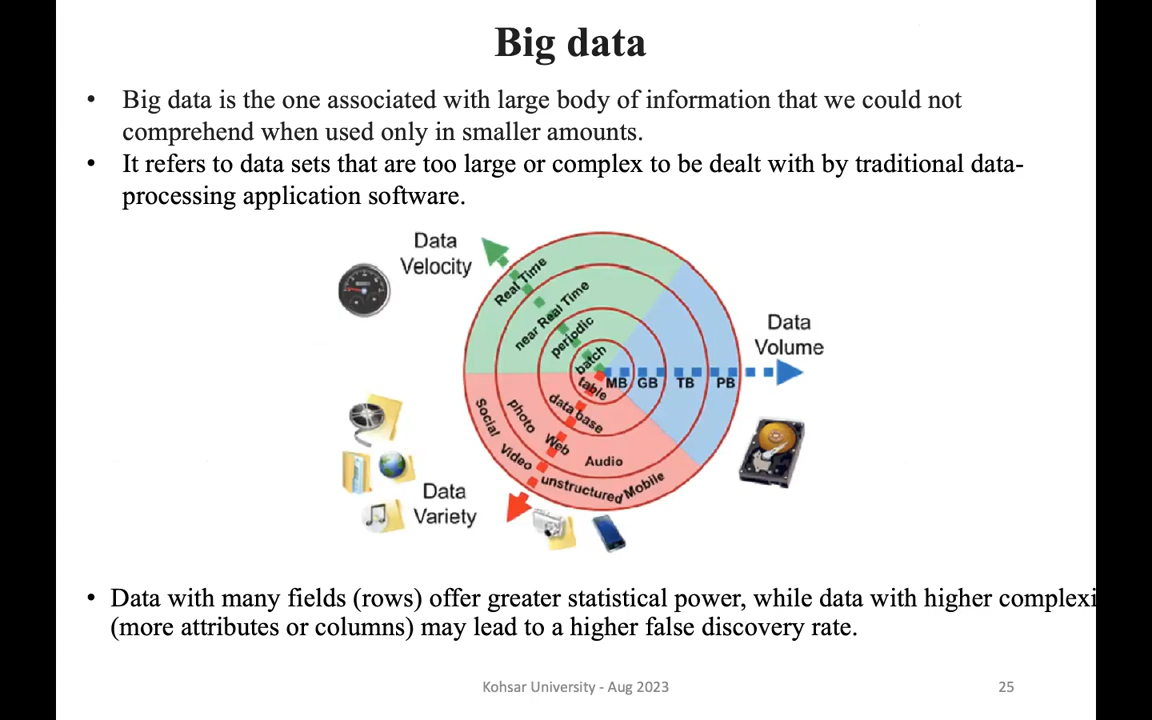 Big data
• Big data is the one associated with large body of information that we could not
comprehend when used only in smaller amounts.
• It refers to data sets that are too large or complex to be dealt with by traditional data-
processing application software.
Data
Velocity
Real Time
near Real Time
periodic
batch
Data
Volume
MB GB TB PB
table
data base
Social
photo
Web
Video
Audio
unstructured
Mobile
Data
Variety
• Data with many fields (rows) offer greater statistical power, while data with higher complexi
(more attributes or columns) may lead to a higher false discovery rate.
Kohsar University - Aug 2023
25